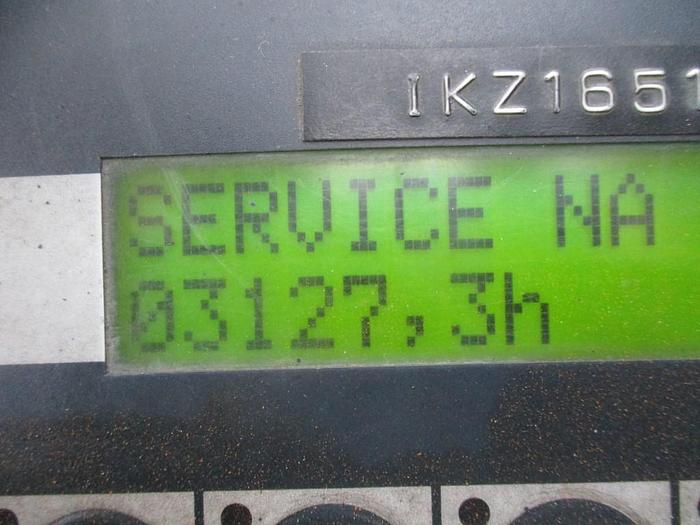 IKZ1651
SERVICE NA
03127,3h